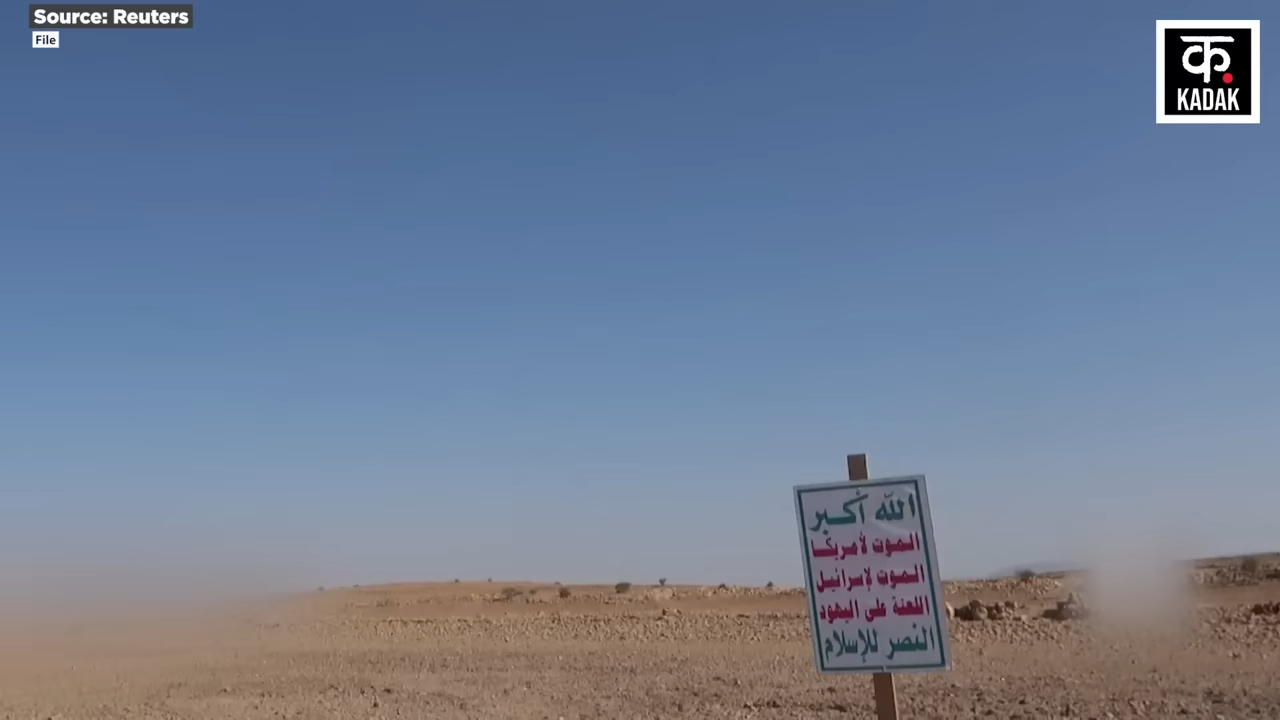 Source: Reuters
File
क.
KADAK
الله أكبر
الموت لأمريكا
الموت لإسرائيل
اللعنة على اليهود
النصر للإسلام